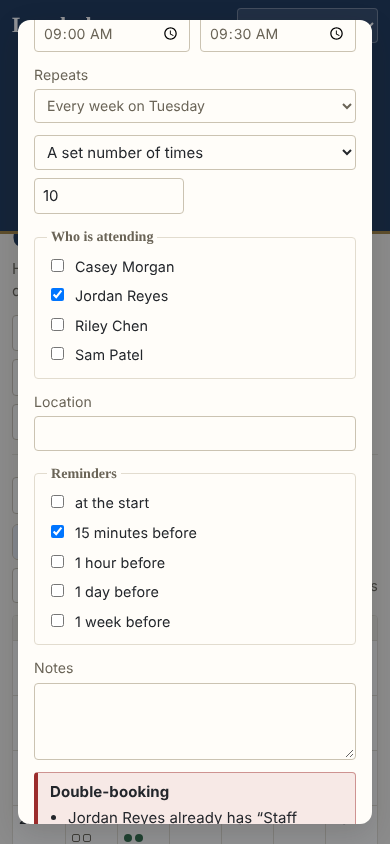 09:00 AM 09:30 AM
Repeats
Every week on Tuesday
A set number of times
10
Who is attending
Casey Morgan
Jordan Reyes
Riley Chen
Sam Patel
Location
Reminders
at the start
15 minutes before
1 hour before
1 day before
1 week before
Notes
Double-booking
• Jordan Reyes already has “Staff